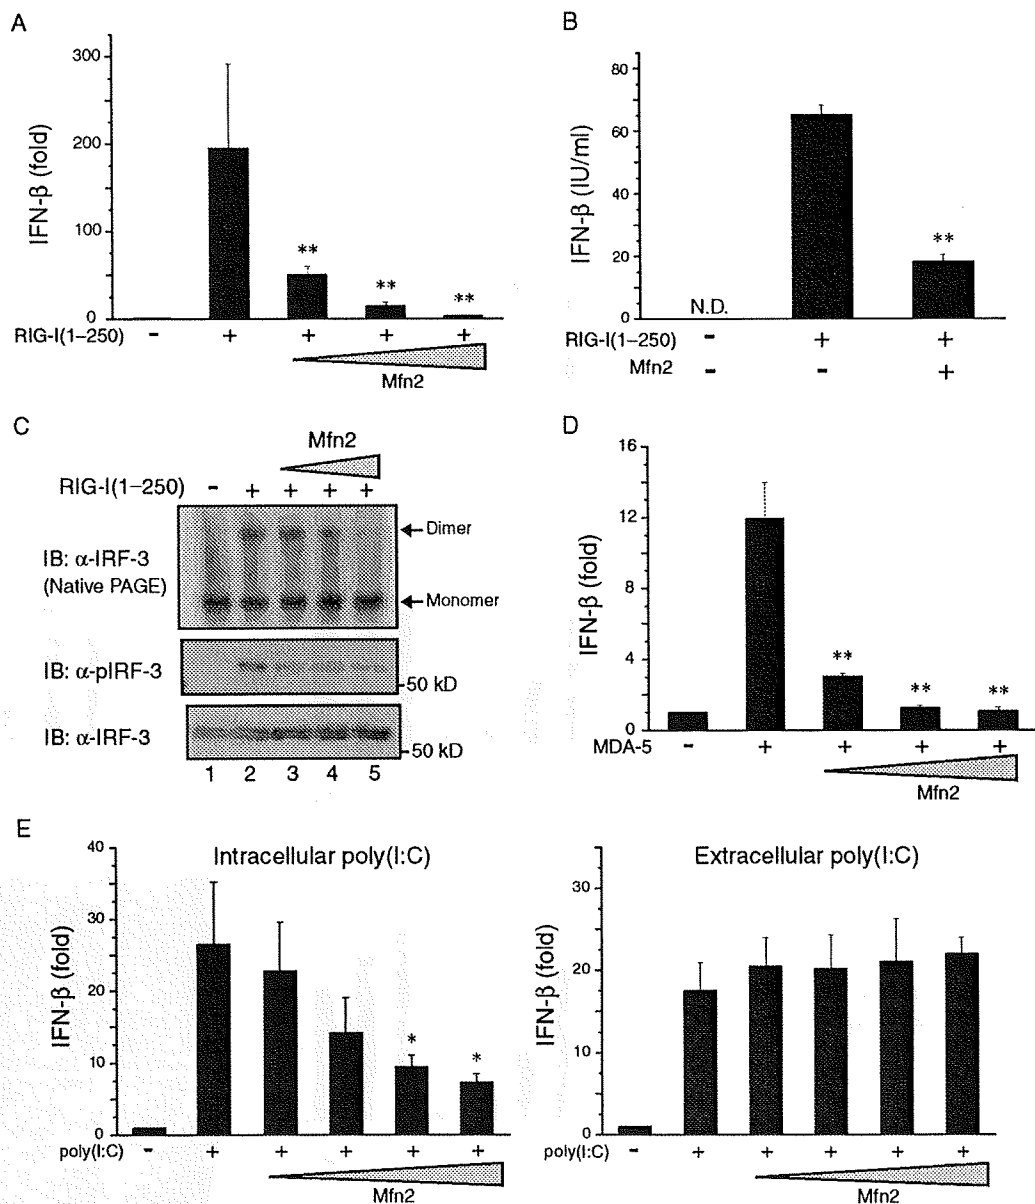 A
IFN-β (fold)
300
200
100
0
** ** **
RIG-I(1–250) - + + + +
Mfn2
B
IFN-β (IU/ml)
80
60
40
20
0
N.D. **
RIG-I(1–250) - + +
Mfn2 - - +
C
Mfn2
RIG-I(1–250) - + + + +
IB: α-IRF-3
(Native PAGE)
Dimer
Monomer
IB: α-pIRF-3
-50 kD
IB: α-IRF-3
-50 kD
1 2 3 4 5
D
IFN-β (fold)
16
12
8
4
0
** ** **
MDA-5 - + + + +
Mfn2
E
Intracellular poly(I:C)
IFN-β (fold)
40
30
20
10
0
* *
poly(I:C) - + + + + +
Mfn2
Extracellular poly(I:C)
IFN-β (fold)
30
20
10
0
poly(I:C) - + + + + +
Mfn2